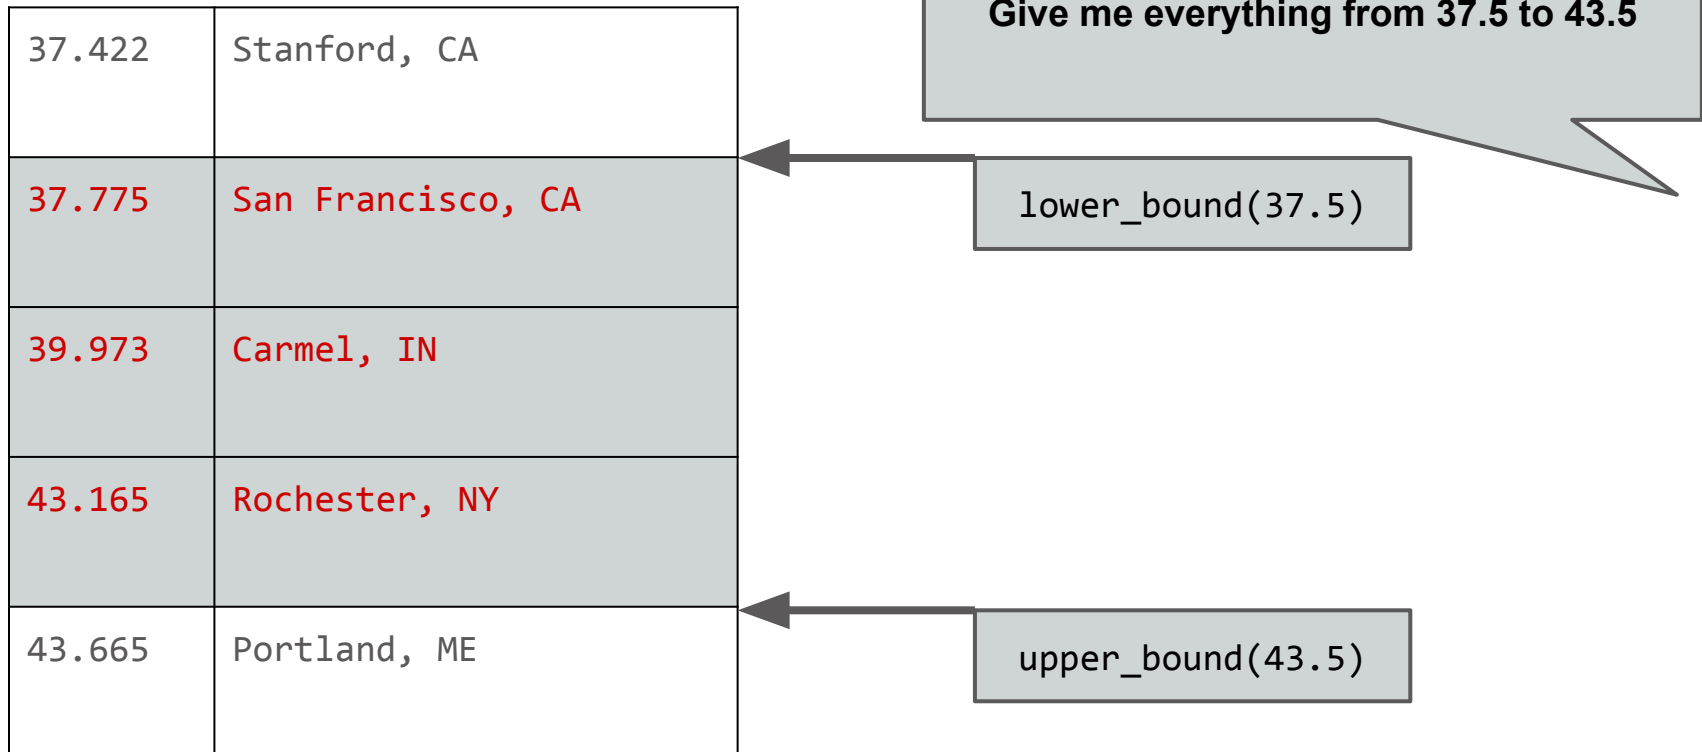 Give me everything from 37.5 to 43.5
37.422 Stanford, CA
37.775 San Francisco, CA
lower_bound(37.5)
39.973 Carmel, IN
43.165 Rochester, NY
43.665 Portland, ME
upper_bound(43.5)